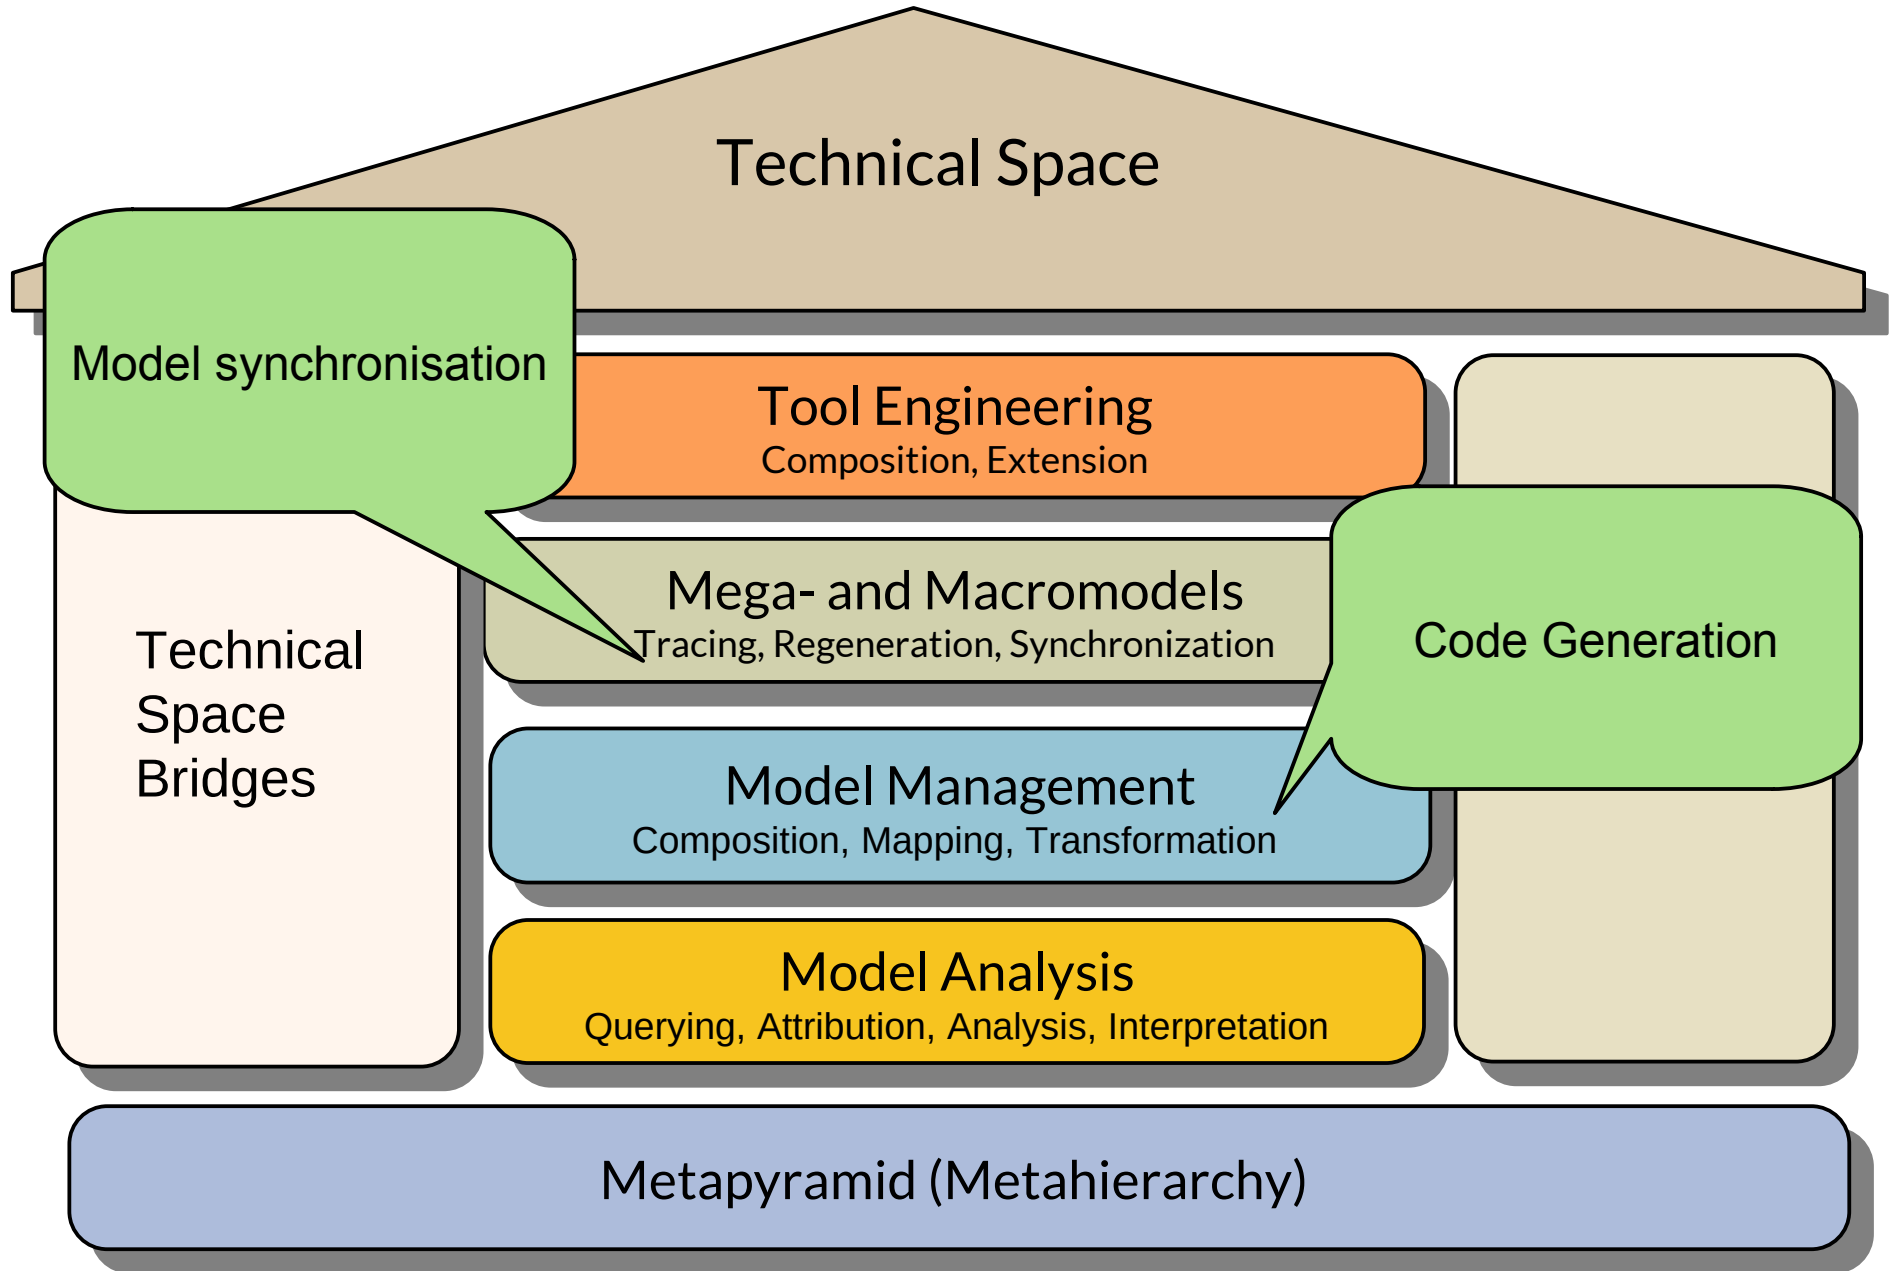 Technical Space
Model synchronisation
Tool Engineering
Composition, Extension
Mega- and Macromodels
Tracing, Regeneration, Synchronization
Code Generation
Technical
Space
Bridges
Model Management
Composition, Mapping, Transformation
Model Analysis
Querying, Attribution, Analysis, Interpretation
Metapyramid (Metahierarchy)